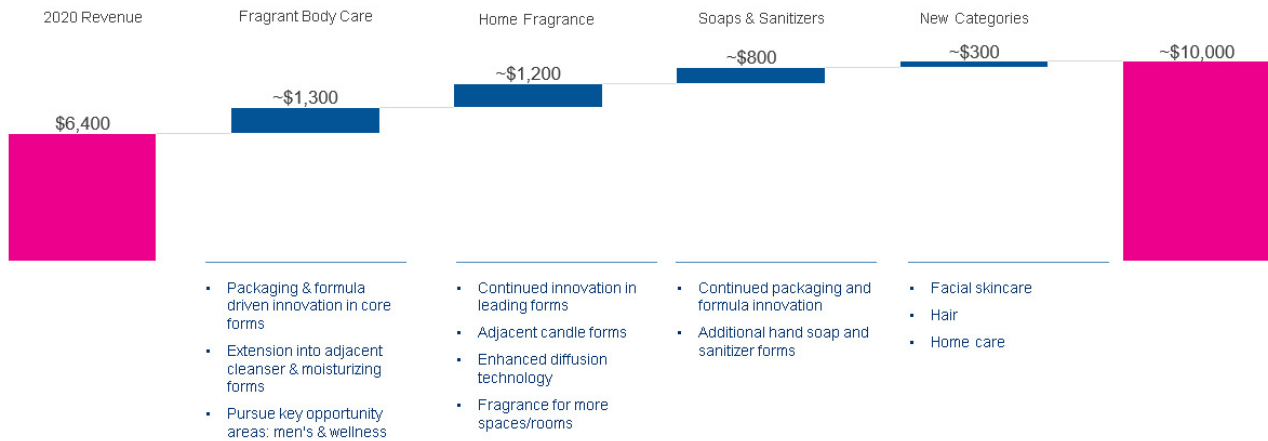 2020 Revenue
Fragrant Body Care
Home Fragrance
Soaps & Sanitizers
New Categories
$6,400
~$1,300
~$1,200
~$800
~$300
~$10,000
▪ Packaging & formula
driven innovation in core
forms
▪ Extension into adjacent
cleanser & moisturizing
forms
▪ Pursue key opportunity
areas: men's & wellness
▪ Continued innovation in
leading forms
▪ Adjacent candle forms
▪ Enhanced diffusion
technology
▪ Fragrance for more
spaces/rooms
▪ Continued packaging and
formula innovation
▪ Additional hand soap and
sanitizer forms
▪ Facial skincare
▪ Hair
▪ Home care